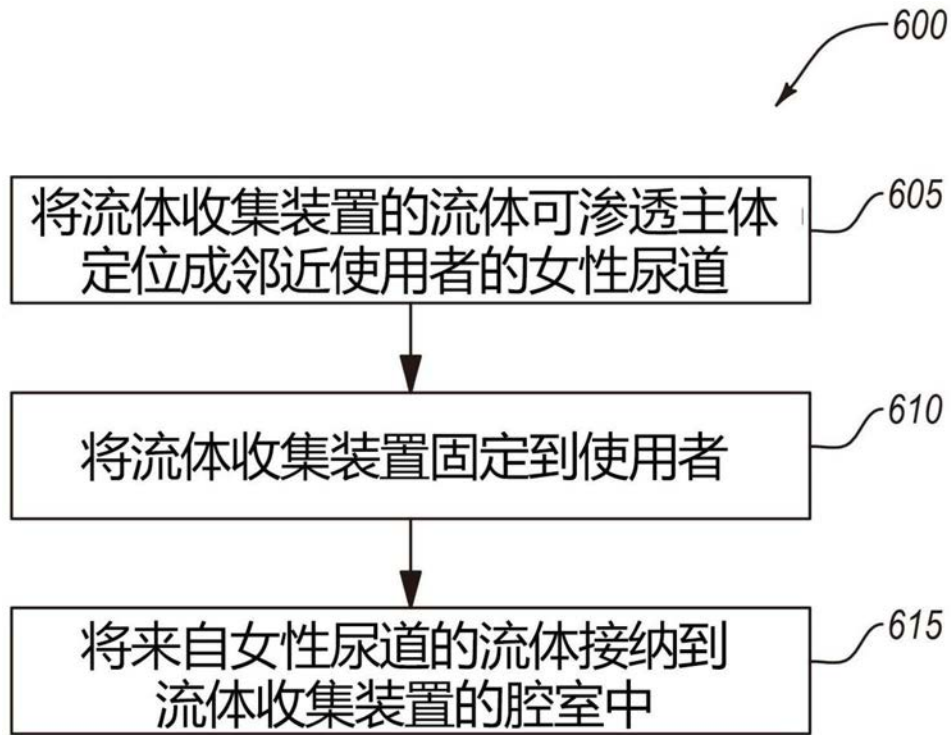 600
将流体收集装置的流体可渗透主体
定位成邻近使用者的女性尿道
605
将流体收集装置固定到使用者
610
将来自女性尿道的流体接纳到
流体收集装置的腔室中
615